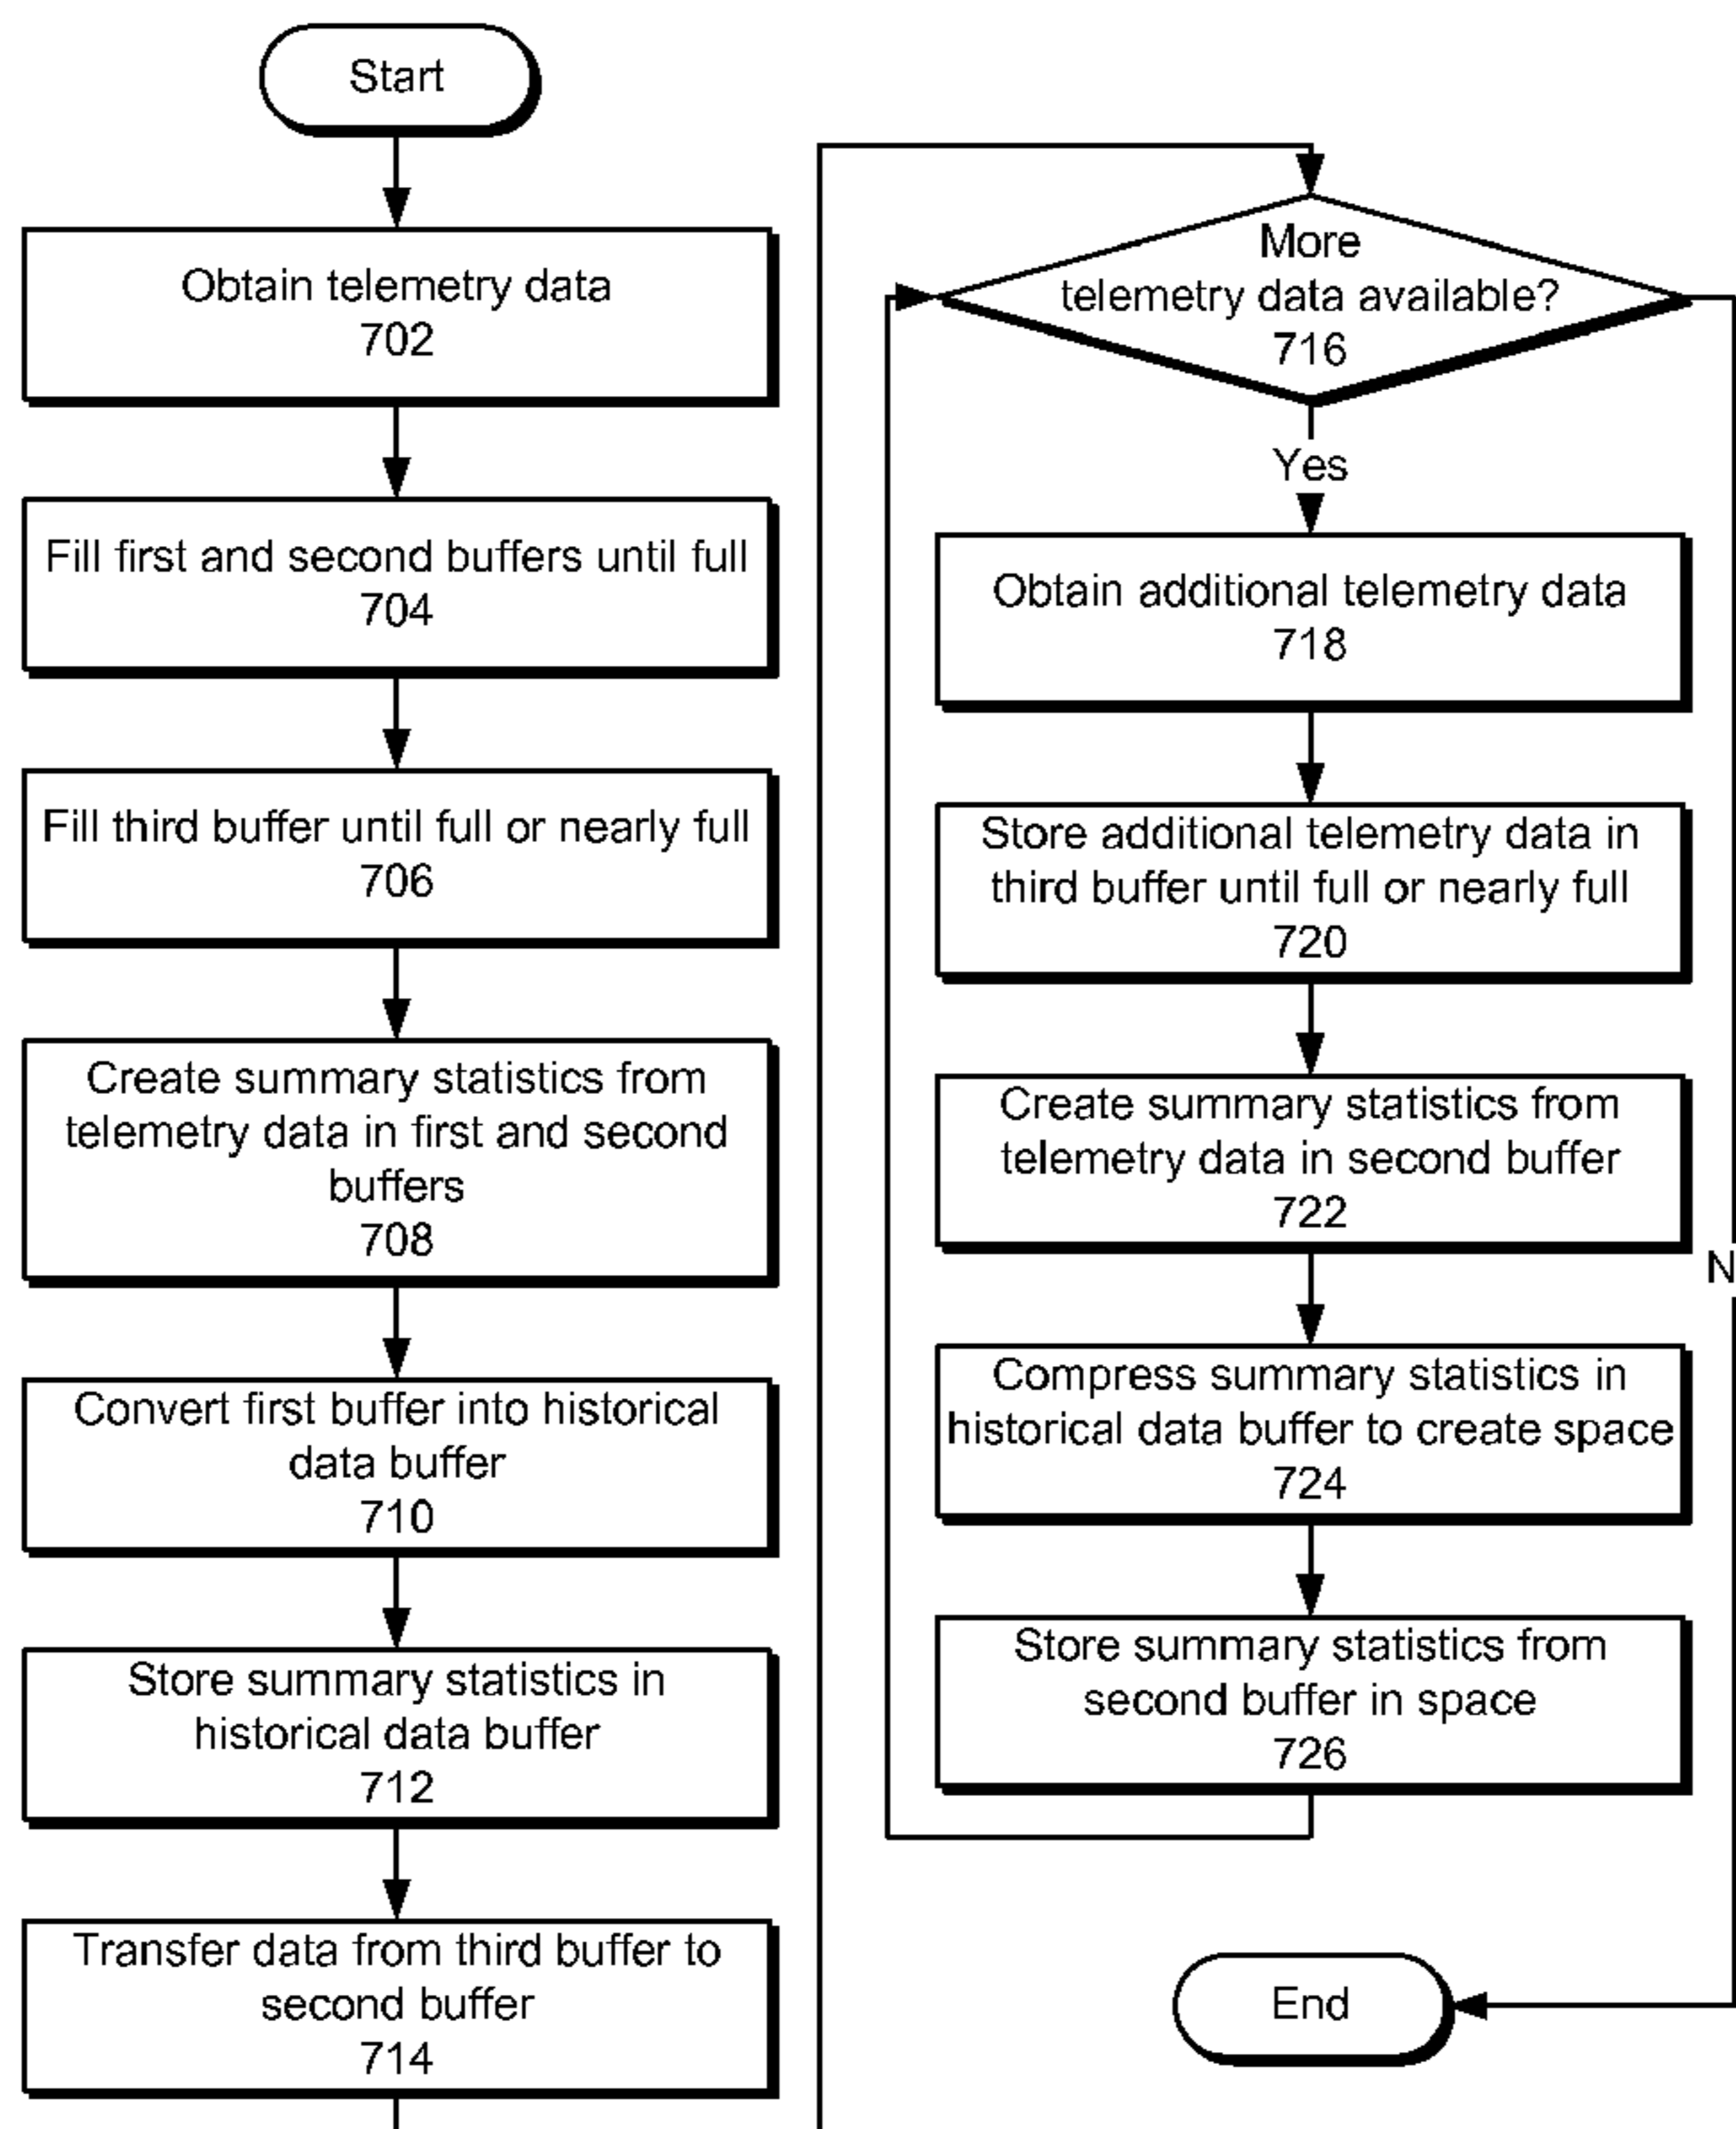 Start
Obtain telemetry data
702
Fill first and second buffers until full
704
Fill third buffer until full or nearly full
706
Create summary statistics from
telemetry data in first and second
buffers
708
Convert first buffer into historical
data buffer
710
Store summary statistics in
historical data buffer
712
Transfer data from third buffer to
second buffer
714
More
telemetry data available?
716
Yes
Obtain additional telemetry data
718
Store additional telemetry data in
third buffer until full or nearly full
720
Create summary statistics from
telemetry data in second buffer
722
N
Compress summary statistics in
historical data buffer to create space
724
Store summary statistics from
second buffer in space
726
End